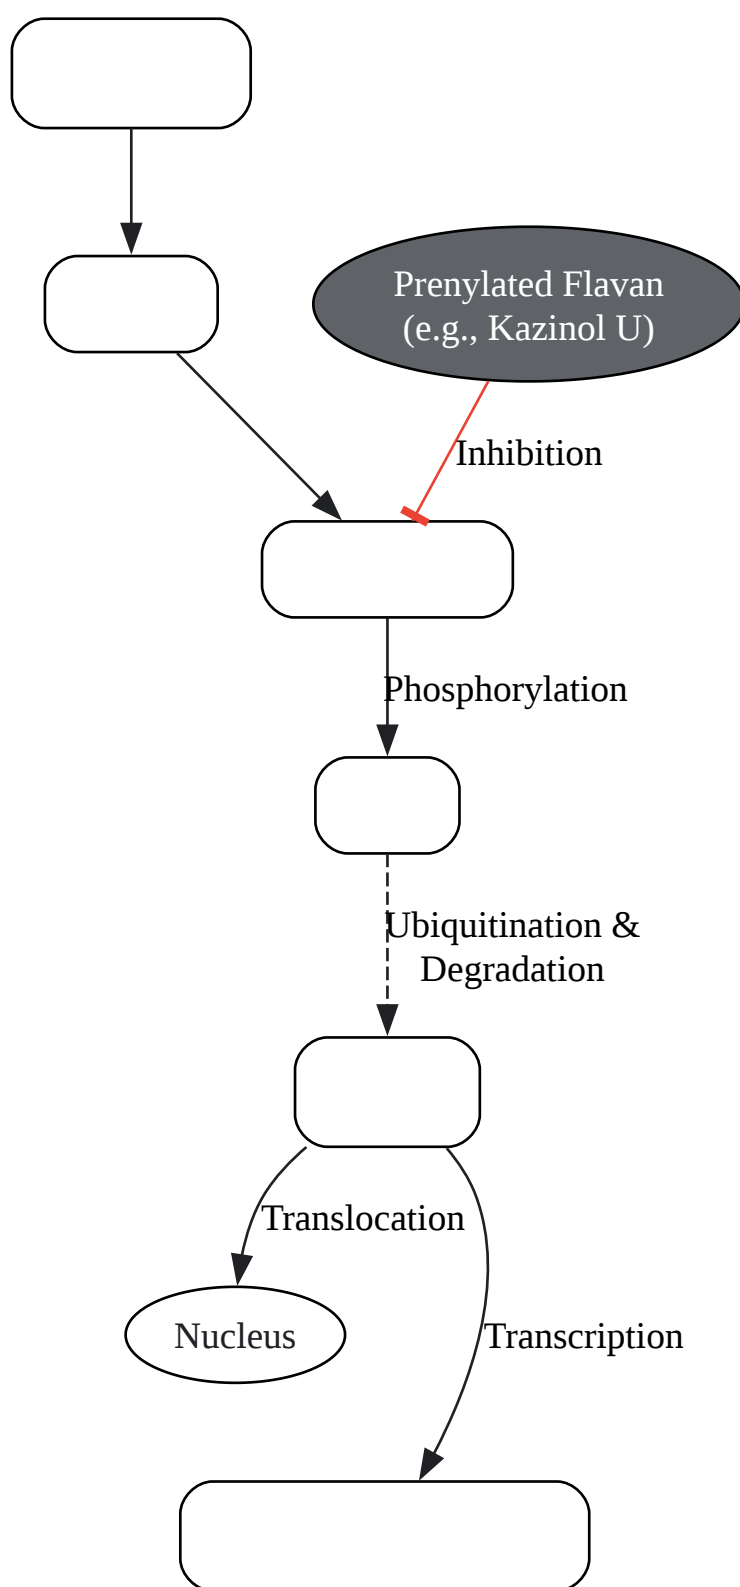 Prenylated Flavan
(e.g., Kazinol U)
Inhibition
Phosphorylation
Ubiquitination &
Degradation
Translocation
Nucleus
Transcription